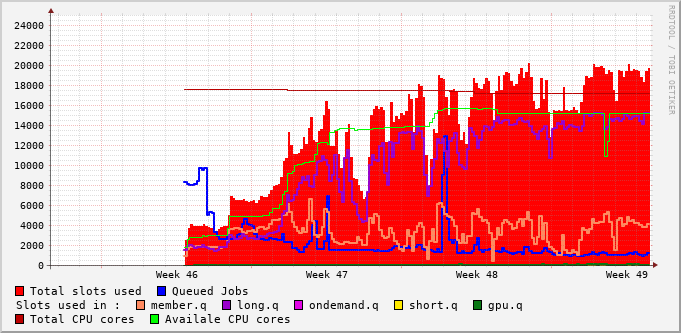 24000
22000
20000
18000
16000
14000
12000
10000
8000
6000
4000
2000
0
Week 46 Week 47 Week 48 Week 49
RRDTOOL / TOBI OETIKER
Total slots used Queued Jobs
Slots used in : member.q long.q ondemand.q short.q gpu.q
Total CPU cores Availale CPU cores